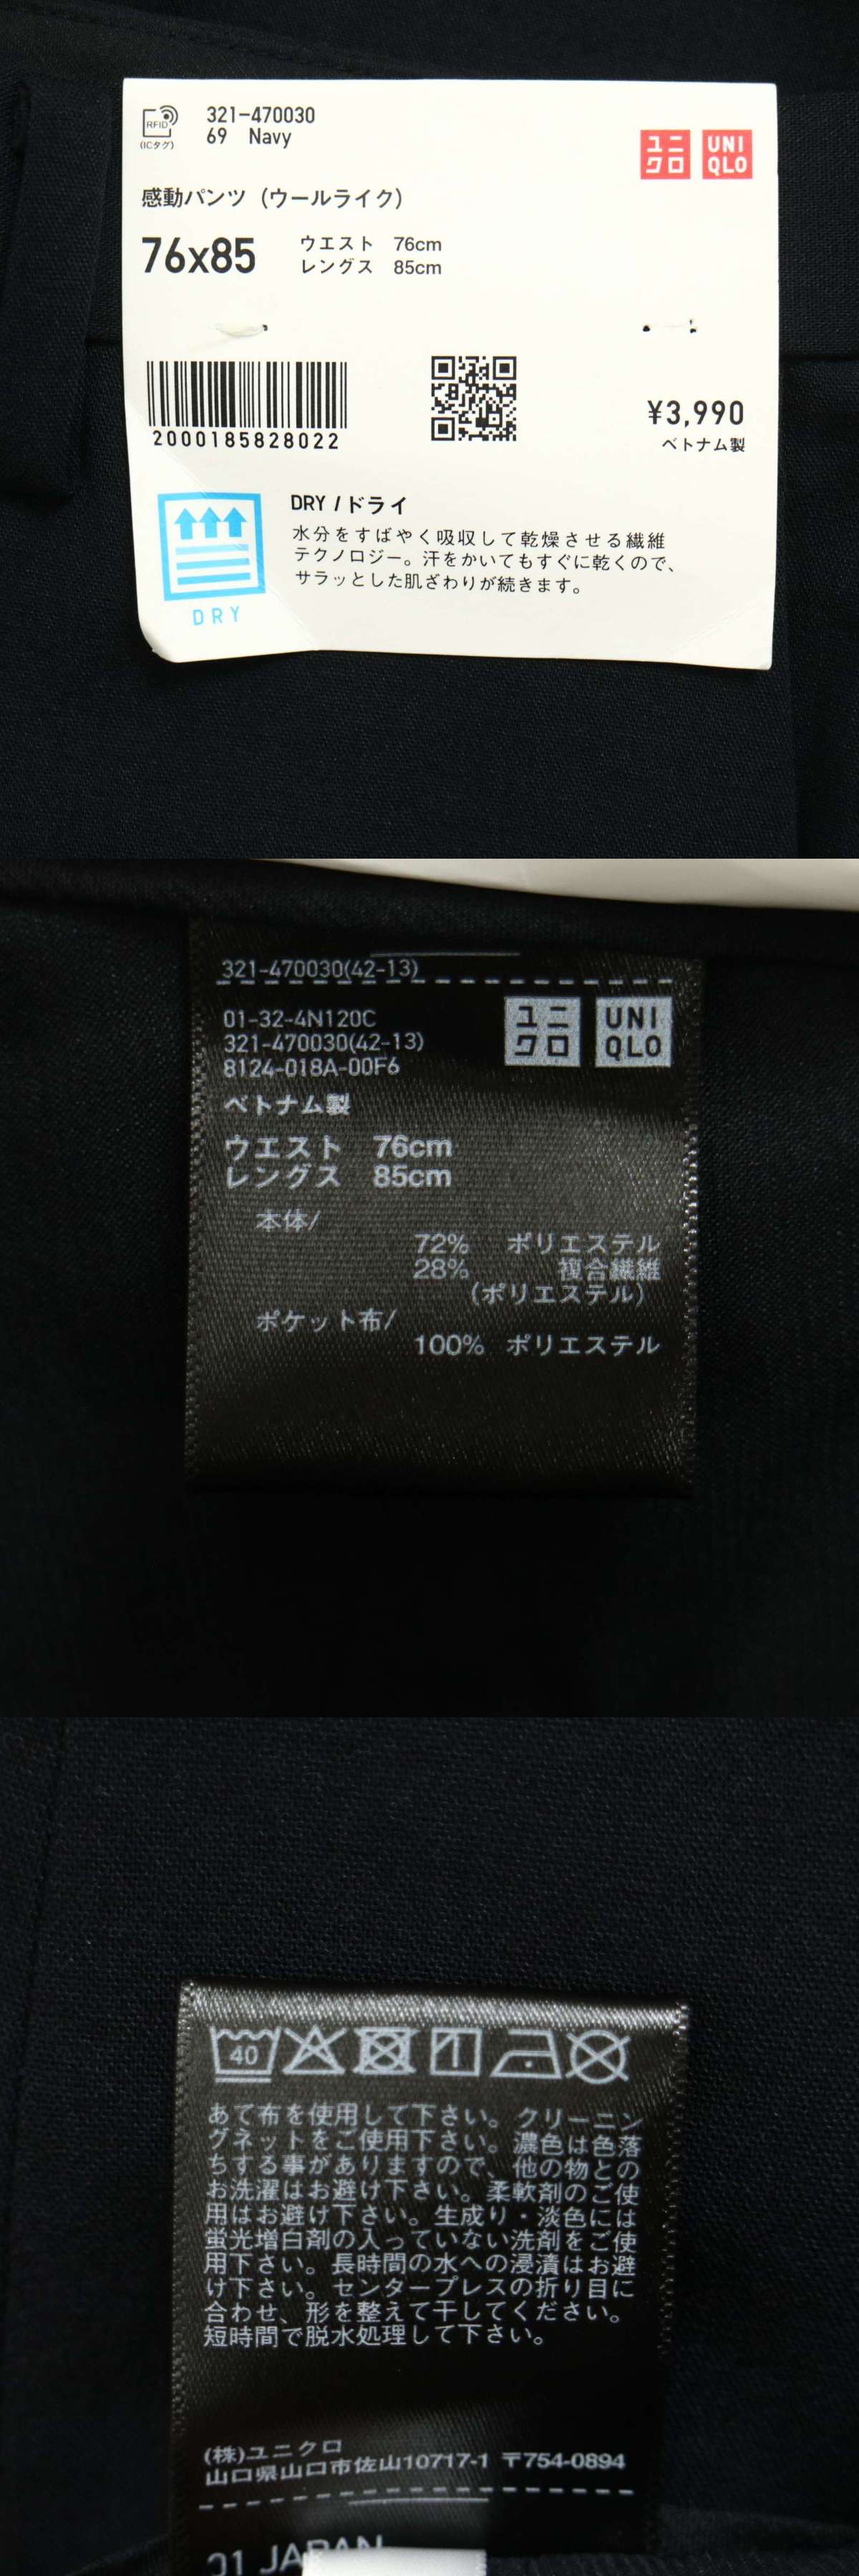 RFID
(ICタグ)
321-470030
69 Navy
ユニ
クロ
UNI
QLO
感動パンツ（ウールライク）
76x85
ウエスト 76cm
レングス 85cm
2000185828022
¥3,990
ベトナム製
DRY
DRY / ドライ
水分をすばやく吸収して乾燥させる繊維
テクノロジー。汗をかいてもすぐに乾くので、
サラッとした肌ざわりが続きます。
321-470030(42-13)
01-32-4N120C
321-470030(42-13)
8124-018A-00F6
ユニ
クロ
UNI
QLO
ベトナム製
ウエスト 76cm
レングス 85cm
本体/
72% ポリエステル
28% 複合繊維
(ポリエステル)
ポケット布/
100% ポリエステル
40
あて布を使用して下さい。クリーニン
グネットをご使用下さい。濃色は色落
ちする事がありますので、他の物との
お洗濯はお避け下さい。柔軟剤のご使
用はお避け下さい。生成り・淡色には
蛍光増白剤の入っていない洗剤をご使
用下さい。長時間の水への浸漬はお避
け下さい。センタープレスの折り目に
合わせ、形を整えて干してください。
短時間で脱水処理して下さい。
(株)ユニクロ
山口県山口市佐山10717-1 〒754-0894
01 JAPAN